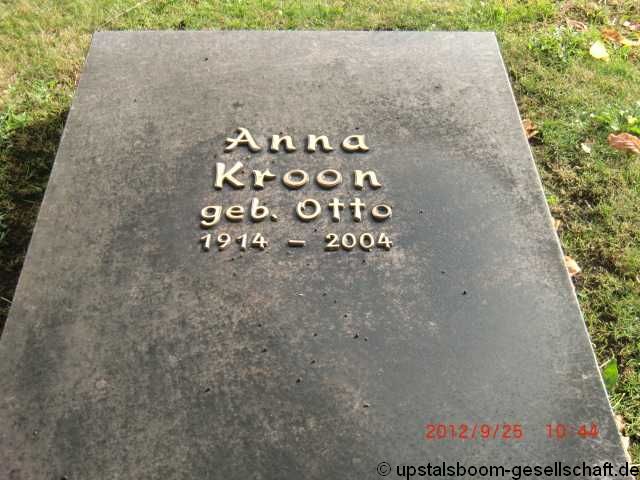 Anna
Kroon
geb. Otto
1914 – 2004
2012/9/25 10:44
© upstalsboom-gesellschaft.de